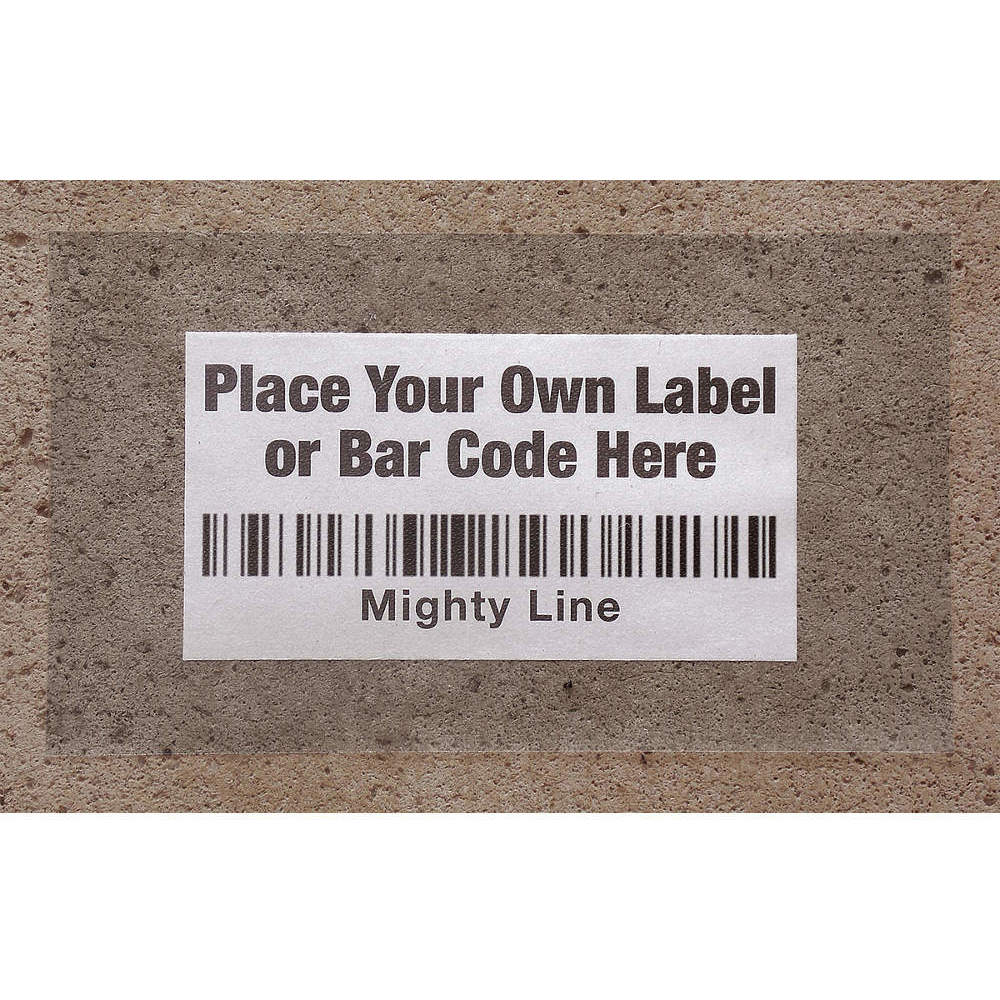 Place Your Own Label
or Bar Code Here
Mighty Line